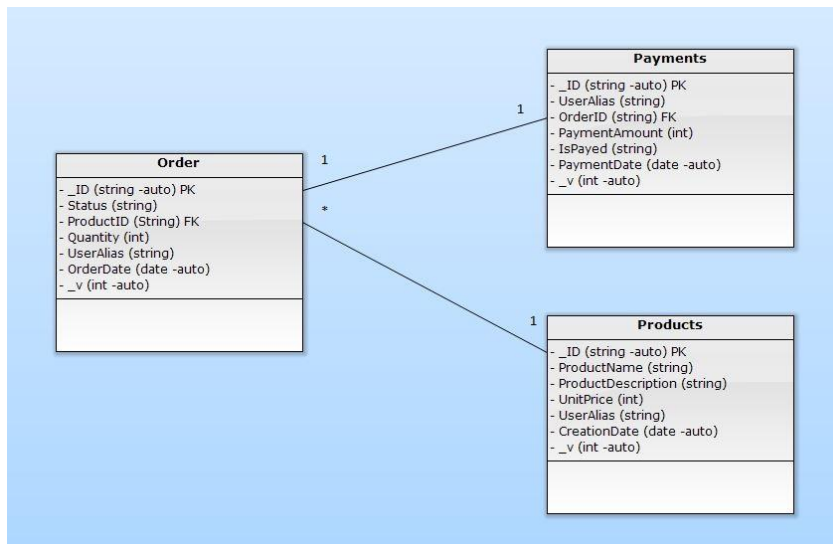 Payments
- _ID (string -auto) PK
- UserAlias (string)
- OrderID (string) FK
- PaymentAmount (int)
- IsPayed (string)
- PaymentDate (date -auto)
- _v (int -auto)
1
1
Order
- _ID (string -auto) PK
- Status (string)
- ProductID (String) FK
- Quantity (int)
- UserAlias (string)
- OrderDate (date -auto)
- _v (int -auto)
*
1
Products
- _ID (string -auto) PK
- ProductName (string)
- ProductDescription (string)
- UnitPrice (int)
- UserAlias (string)
- CreationDate (date -auto)
- _v (int -auto)